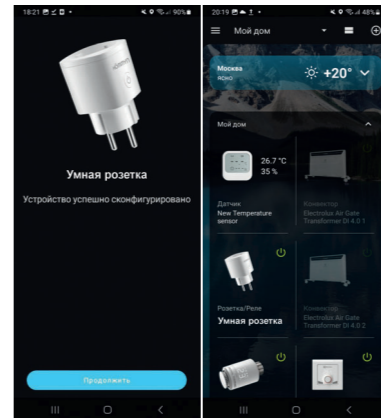 18:21
90%
Умная розетка
Устройство успешно сконфигурировано
Продолжить
20:19
48%
Мой дом
Москва
ясно
+20°
Мой дом
26.7 °C
35 %
Датчик
New Temperature
sensor
Конвектор
Electrolux Air Gate
Transformer DI 4.0 1
Розетка/Реле
Умная розетка
Конвектор
Electrolux Air Gate
Transformer DI 4.0 2